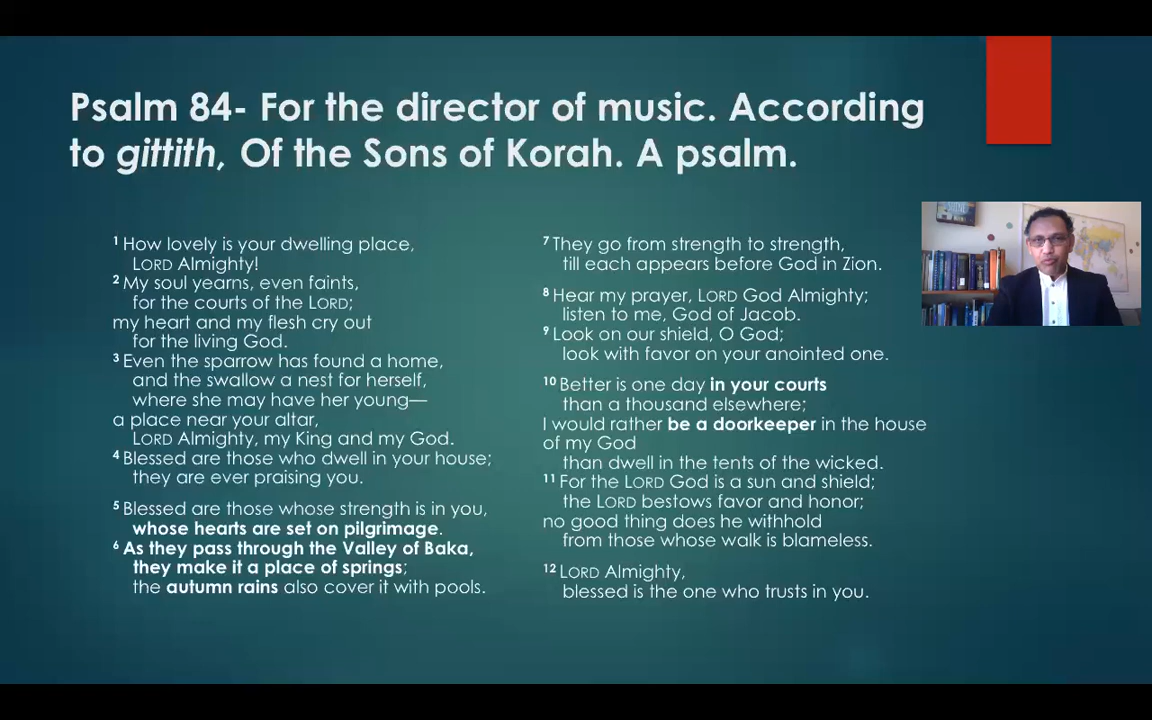 Psalm 84- For the director of music. According
to gittith, Of the Sons of Korah. A psalm.
1 How lovely is your dwelling place,
LORD Almighty!
2 My soul yearns, even faints,
for the courts of the LORD;
my heart and my flesh cry out
for the living God.
3 Even the sparrow has found a home,
and the swallow a nest for herself,
where she may have her young—
a place near your altar,
LORD Almighty, my King and my God.
4 Blessed are those who dwell in your house;
they are ever praising you.
5 Blessed are those whose strength is in you,
whose hearts are set on pilgrimage.
6 As they pass through the Valley of Baka,
they make it a place of springs;
the autumn rains also cover it with pools.
7 They go from strength to strength,
till each appears before God in Zion.
8 Hear my prayer, LORD God Almighty;
listen to me, God of Jacob.
9 Look on our shield, O God;
look with favor on your anointed one.
10 Better is one day in your courts
than a thousand elsewhere;
I would rather be a doorkeeper in the house
of my God
than dwell in the tents of the wicked.
11 For the LORD God is a sun and shield;
the LORD bestows favor and honor;
no good thing does he withhold
from those whose walk is blameless.
12 LORD Almighty,
blessed is the one who trusts in you.